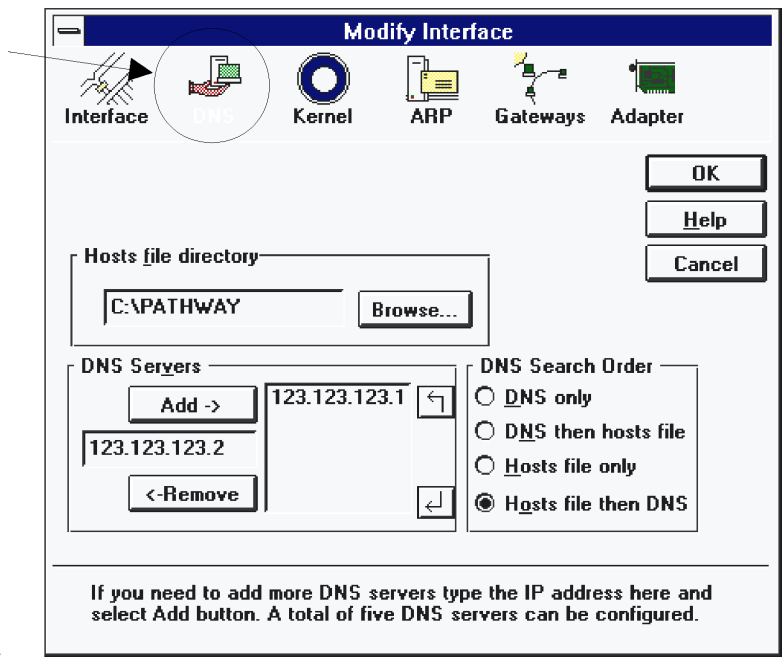 Modify Interface
Interface DNS Kernel ARP Gateways Adapter
OK
Help
Cancel
Hosts file directory
C:\PATHWAY Browse...
DNS Servers
Add ->
123.123.123.1
123.123.123.2
<-Remove
DNS Search Order
DNS only
DNS then hosts file
Hosts file only
Hosts file then DNS
If you need to add more DNS servers type the IP address here and
select Add button. A total of five DNS servers can be configured.